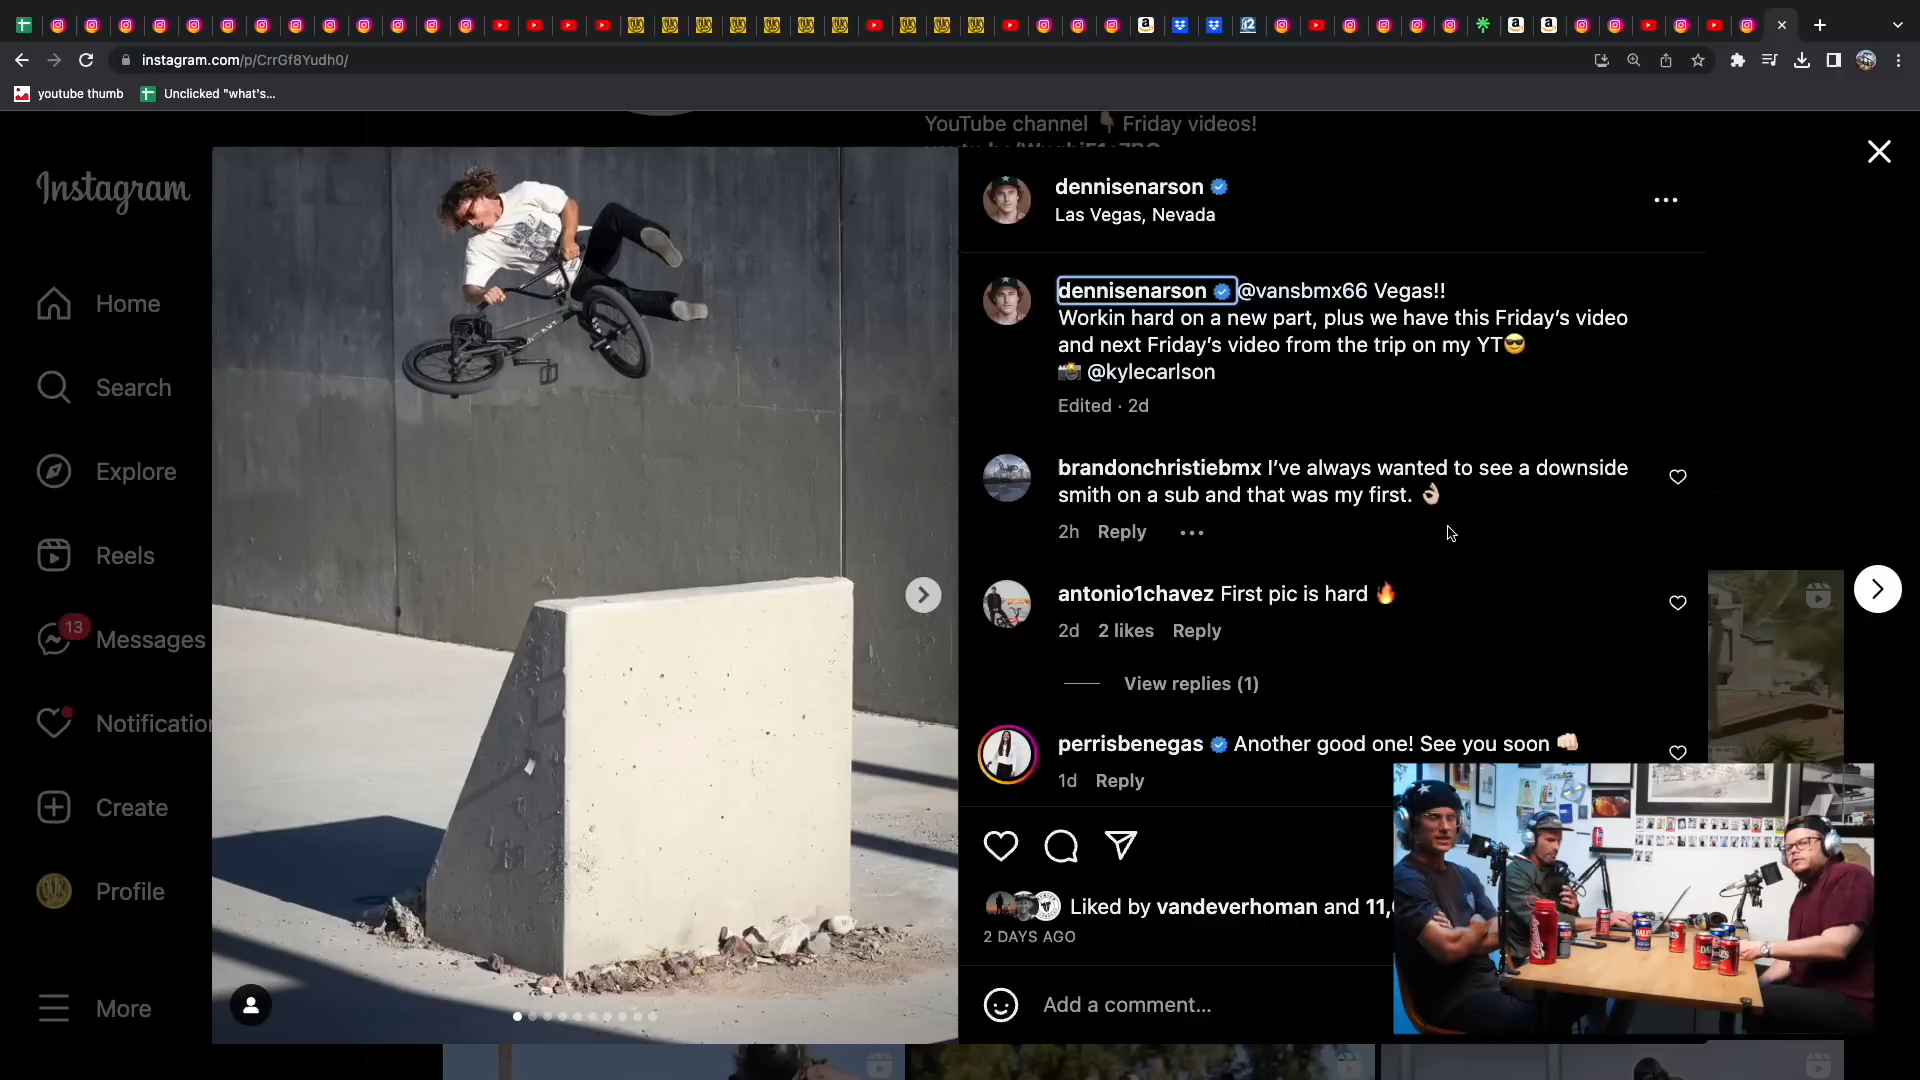 instagram.com/p/CrrGf8Yudh0/
youtube thumb
Unclicked "what's...
YouTube channel 👇🏿 Friday videos!
Instagram
Home
Search
Explore
Reels
13
Messages
Notification
Create
Profile
More
dennisenarson
Las Vegas, Nevada
dennisenarson @vansbmx66 Vegas!!
Workin hard on a new part, plus we have this Friday’s video
and next Friday’s video from the trip on my YT😎
📸 @kylecarlson
Edited · 2d
brandonchristiebmx I’ve always wanted to see a downside
smith on a sub and that was my first. 👌🏼
2h Reply
antonio1chavez First pic is hard 🔥
2d 2 likes Reply
View replies (1)
perrisbenegas Another good one! See you soon 👊🏼
1d Reply
Liked by vandeverhoman and 11,
2 DAYS AGO
Add a comment...